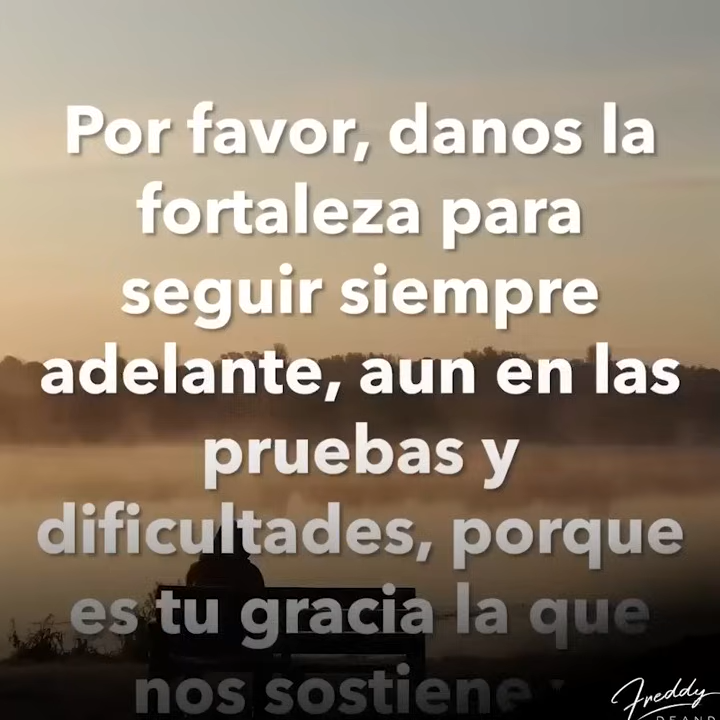 Por favor, danos la
fortaleza para
seguir siempre
adelante, aun en las
pruebas y
dificultades, porque
es tu gracia la que
nos sostiene
Freddy